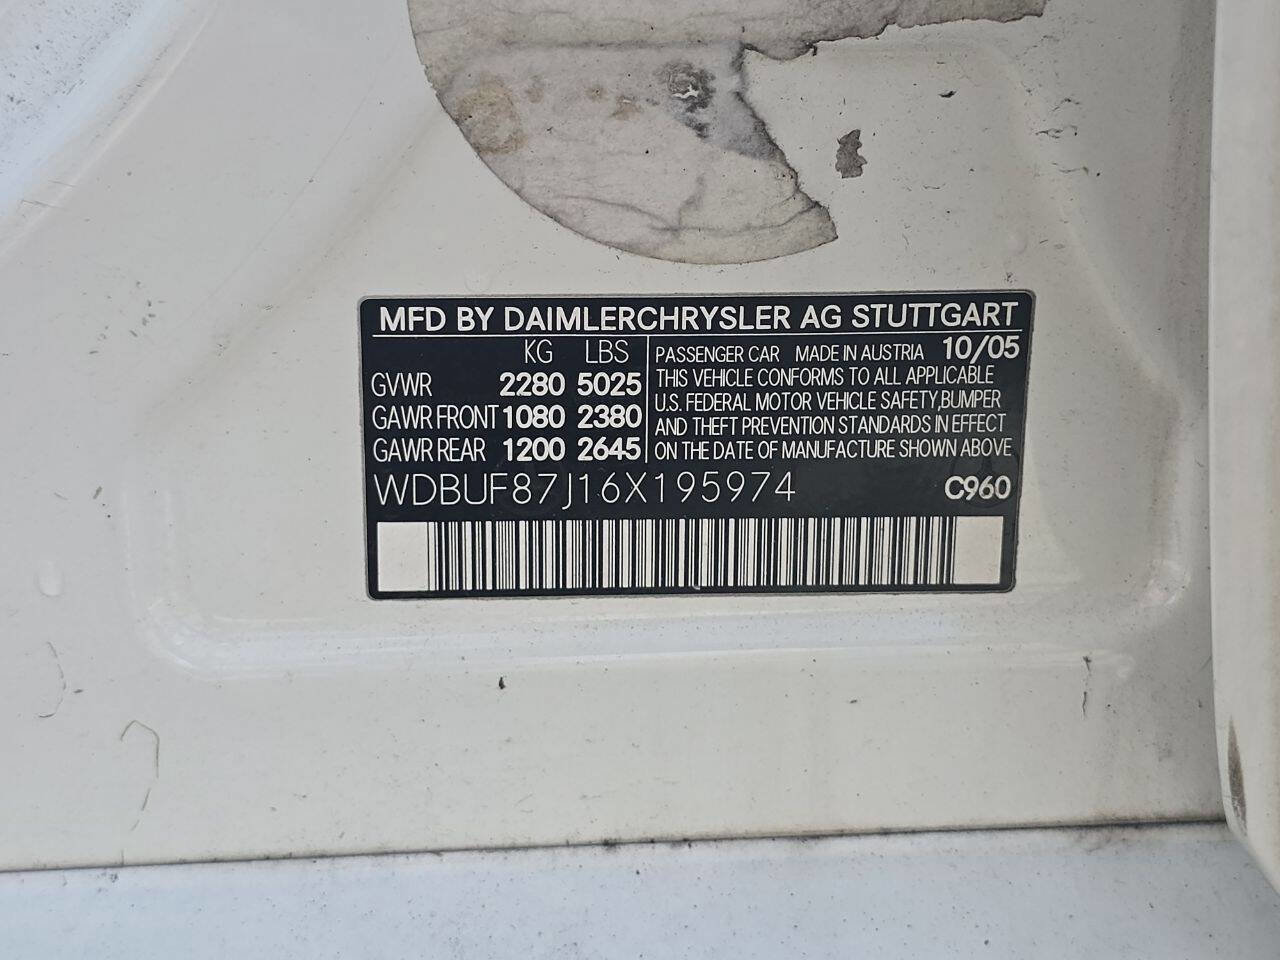 MFD BY DAIMLERCHRYSLER AG STUTTGART
KG LBS
GVWR 2280 5025
GAWR FRONT 1080 2380
GAWR REAR 1200 2645
PASSENGER CAR MADE IN AUSTRIA 10/05
THIS VEHICLE CONFORMS TO ALL APPLICABLE
U.S. FEDERAL MOTOR VEHICLE SAFETY,BUMPER
AND THEFT PREVENTION STANDARDS IN EFFECT
ON THE DATE OF MANUFACTURE SHOWN ABOVE
WDBUF87J16X195974 C960